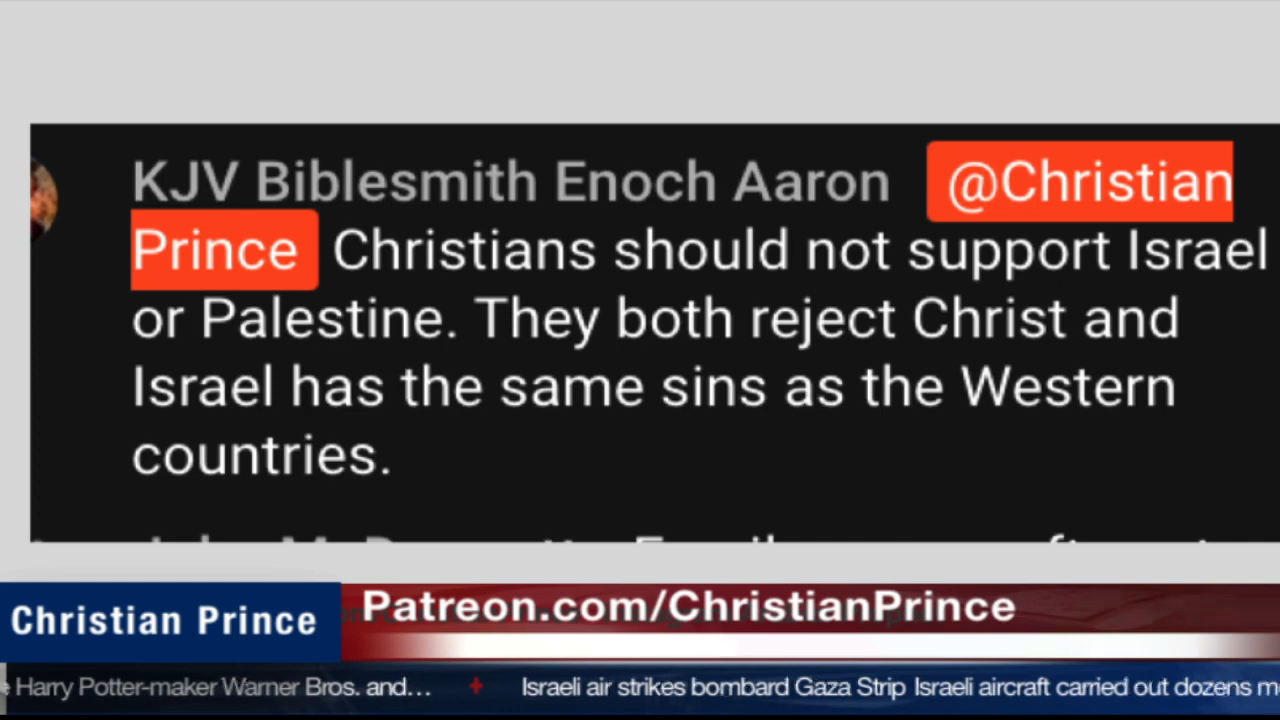 KJV Biblesmith Enoch Aaron @Christian
Prince Christians should not support Israel
or Palestine. They both reject Christ and
Israel has the same sins as the Western
countries.
Christian Prince
Patreon.com/ChristianPrince
Harry Potter-maker Warner Bros. and... + Israeli air strikes bombard Gaza Strip Israeli aircraft carried out dozens